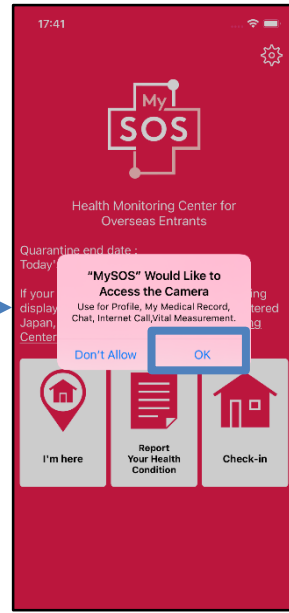 17:41
My
SOS
Health Monitoring Center for
Overseas Entrants
Quarantine end date :
Today'
If your ing
display tered
Japan, ng
Center
"MySOS" Would Like to
Access the Camera
Use for Profile, My Medical Record,
Chat, Internet Call,Vital Measurement.
Don't Allow OK
I'm here
Report
Your Health
Condition
Check-in